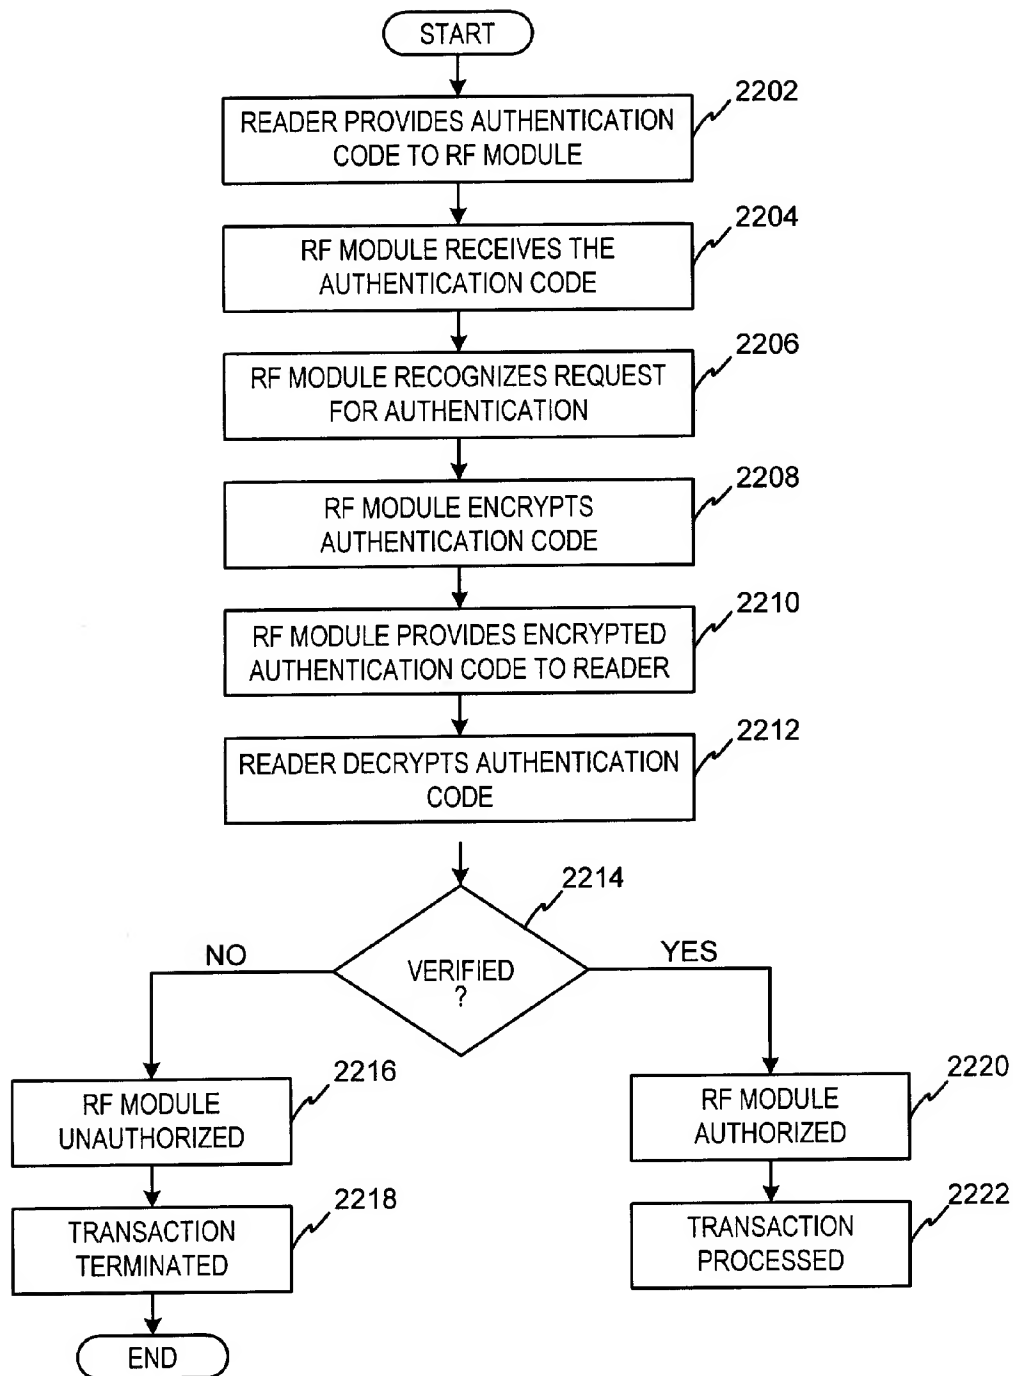 START
2202
READER PROVIDES AUTHENTICATION
CODE TO RF MODULE
2204
RF MODULE RECEIVES THE
AUTHENTICATION CODE
2206
RF MODULE RECOGNIZES REQUEST
FOR AUTHENTICATION
2208
RF MODULE ENCRYPTS
AUTHENTICATION CODE
2210
RF MODULE PROVIDES ENCRYPTED
AUTHENTICATION CODE TO READER
2212
READER DECRYPTS AUTHENTICATION
CODE
2214
VERIFIED
?
NO
YES
2216
RF MODULE
UNAUTHORIZED
2218
TRANSACTION
TERMINATED
END
2220
RF MODULE
AUTHORIZED
2222
TRANSACTION
PROCESSED